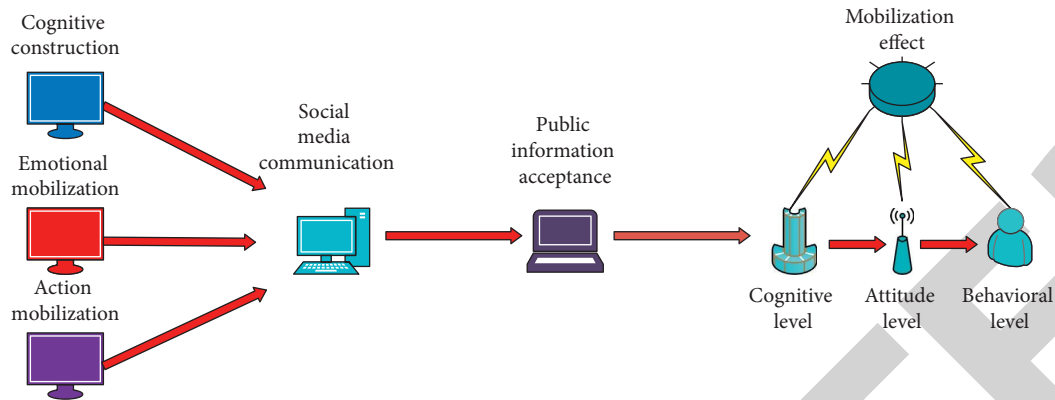 Cognitive
construction
Emotional
mobilization
Action
mobilization
Social
media
communication
Public
information
acceptance
Mobilization
effect
Cognitive
level
Attitude
level
Behavioral
level